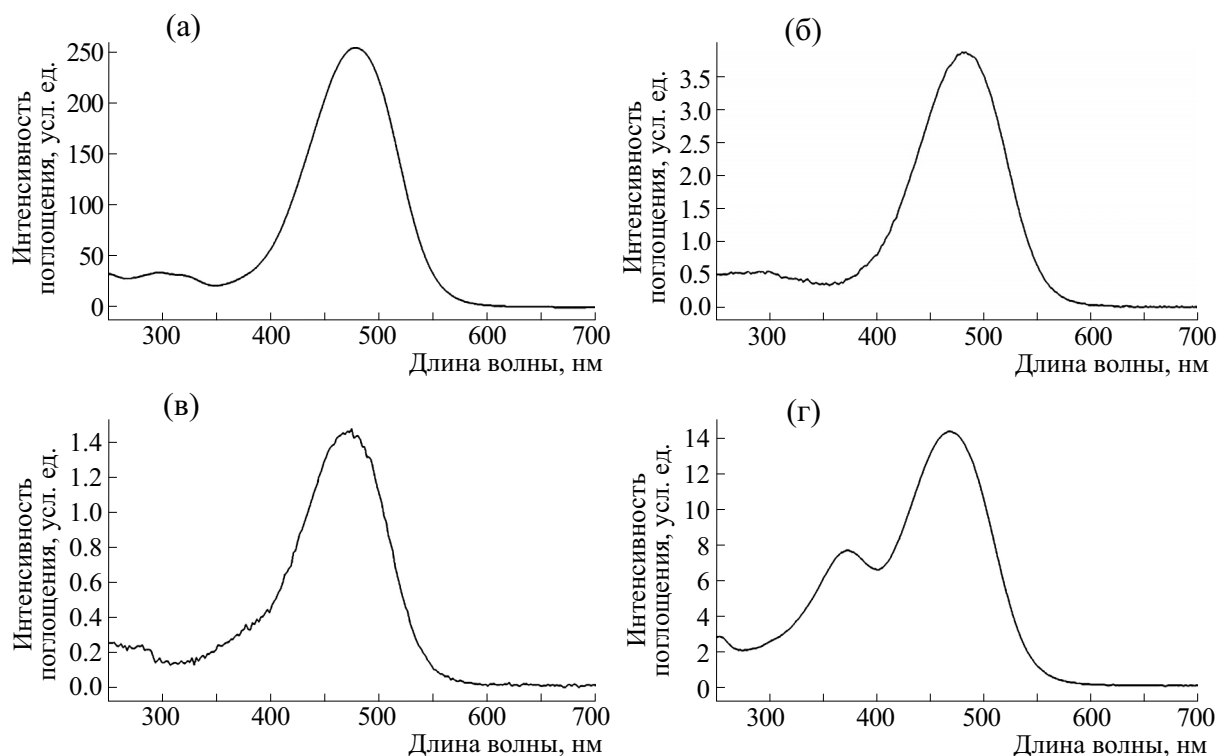 (а)
Интенсивность
поглощения, усл. ед.
250
200
150
100
50
0
300 400 500 600 700
Длина волны, нм
(б)
Интенсивность
поглощения, усл. ед.
3.5
3.0
2.5
2.0
1.5
1.0
0.5
0.0
300 400 500 600 700
Длина волны, нм
(в)
Интенсивность
поглощения, усл. ед.
1.4
1.2
1.0
0.8
0.6
0.4
0.2
0.0
300 400 500 600 700
Длина волны, нм
(г)
Интенсивность
поглощения, усл. ед.
14
12
10
8
6
4
2
0
300 400 500 600 700
Длина волны, нм